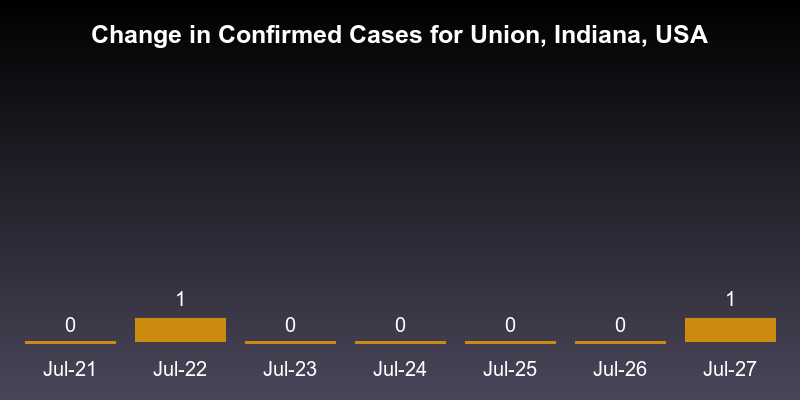 Change in Confirmed Cases for Union, Indiana, USA
0 1 0 0 0 0 1
Jul-21 Jul-22 Jul-23 Jul-24 Jul-25 Jul-26 Jul-27